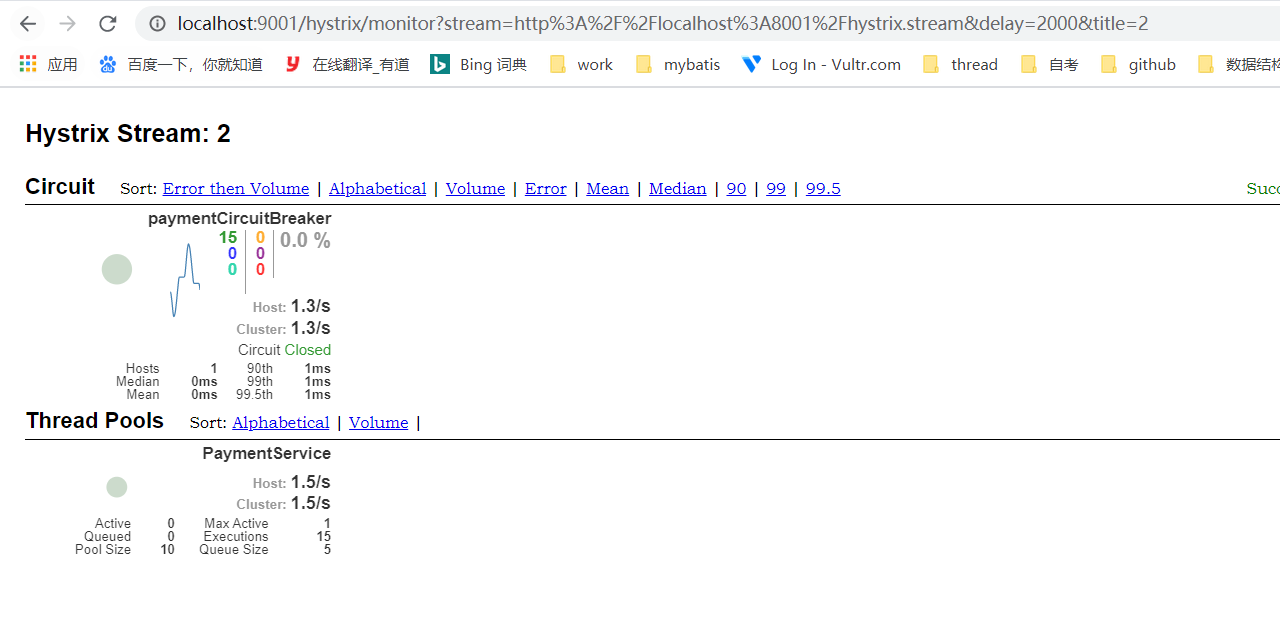 localhost:9001/hystrix/monitor?stream=http%3A%2F%2Flocalhost%3A8001%2Fhystrix.stream&delay=2000&title=2
应用 百度一下，你就知道 在线翻译_有道 Bing 词典 work mybatis Log In - Vultr.com thread 自考 github 数据结构
Hystrix Stream: 2
Circuit Sort: Error then Volume | Alphabetical | Volume | Error | Mean | Median | 90 | 99 | 99.5
paymentCircuitBreaker
15 0 0.0 %
0 0
0 0
Host: 1.3/s
Cluster: 1.3/s
Circuit Closed
Hosts 1 90th 1ms
Median 0ms 99th 1ms
Mean 0ms 99.5th 1ms
Thread Pools Sort: Alphabetical | Volume |
PaymentService
Host: 1.5/s
Cluster: 1.5/s
Active 0 Max Active 1
Queued 0 Executions 15
Pool Size 10 Queue Size 5